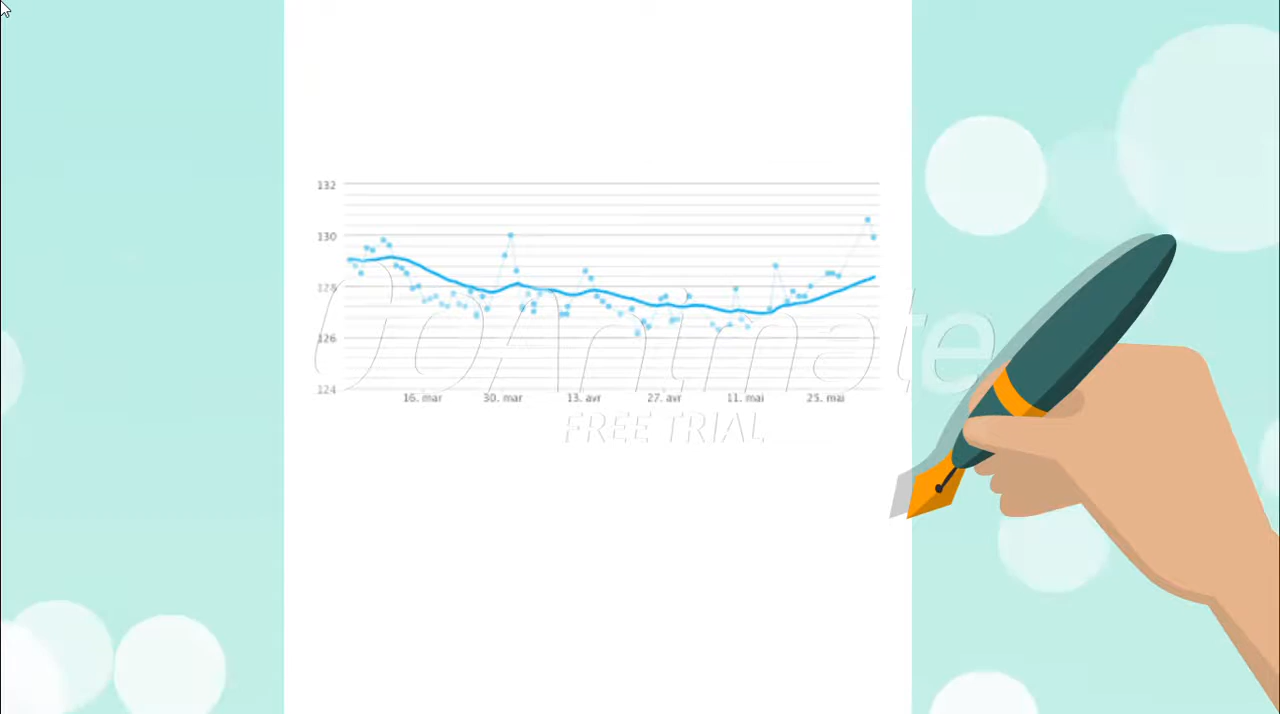 132
130
128
126
124
16. mar 30. mar 13. avr 27. avr 11. mai 25. mai
GoAnimate
FREE TRIAL